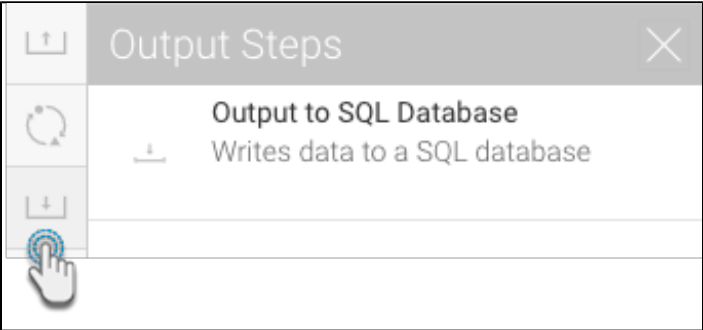 Output Steps
Output to SQL Database
Writes data to a SQL database